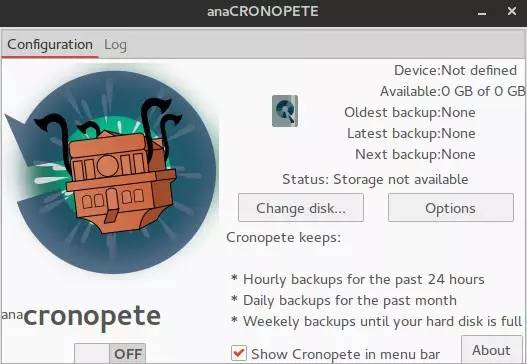 anaCRONOPETE
Configuration Log
Device:Not defined
Available:0 GB of 0 GB
Oldest backup:None
Latest backup:None
Next backup:None
Status: Storage not available
Change disk... Options
Cronopete keeps:
* Hourly backups for the past 24 hours
* Daily backups for the past month
* Weekly backups until your hard disk is full
anacronopete
OFF
Show Cronopete in menu bar
About